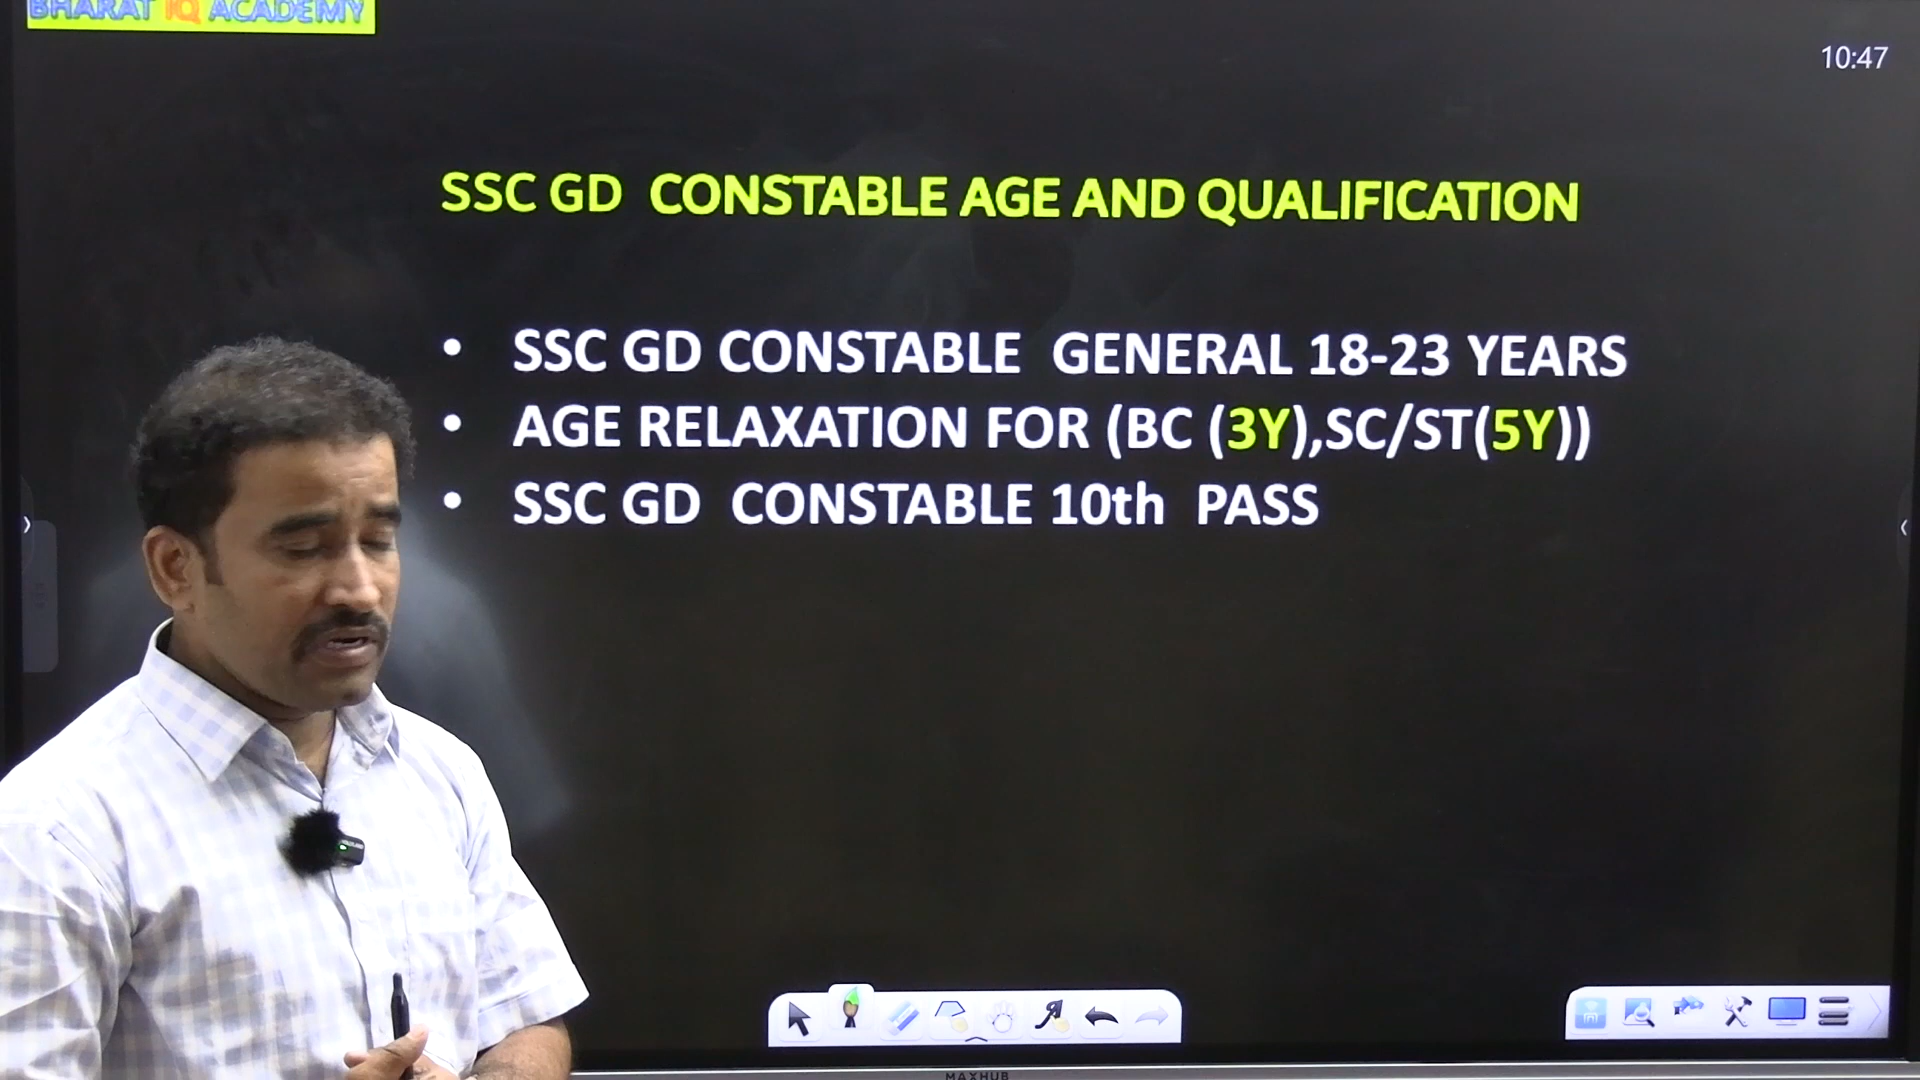 BHARAT IQ ACADEMY
10:47
SSC GD CONSTABLE AGE AND QUALIFICATION
• SSC GD CONSTABLE GENERAL 18-23 YEARS
• AGE RELAXATION FOR (BC (3Y),SC/ST(5Y))
• SSC GD CONSTABLE 10th PASS
MAXHUB